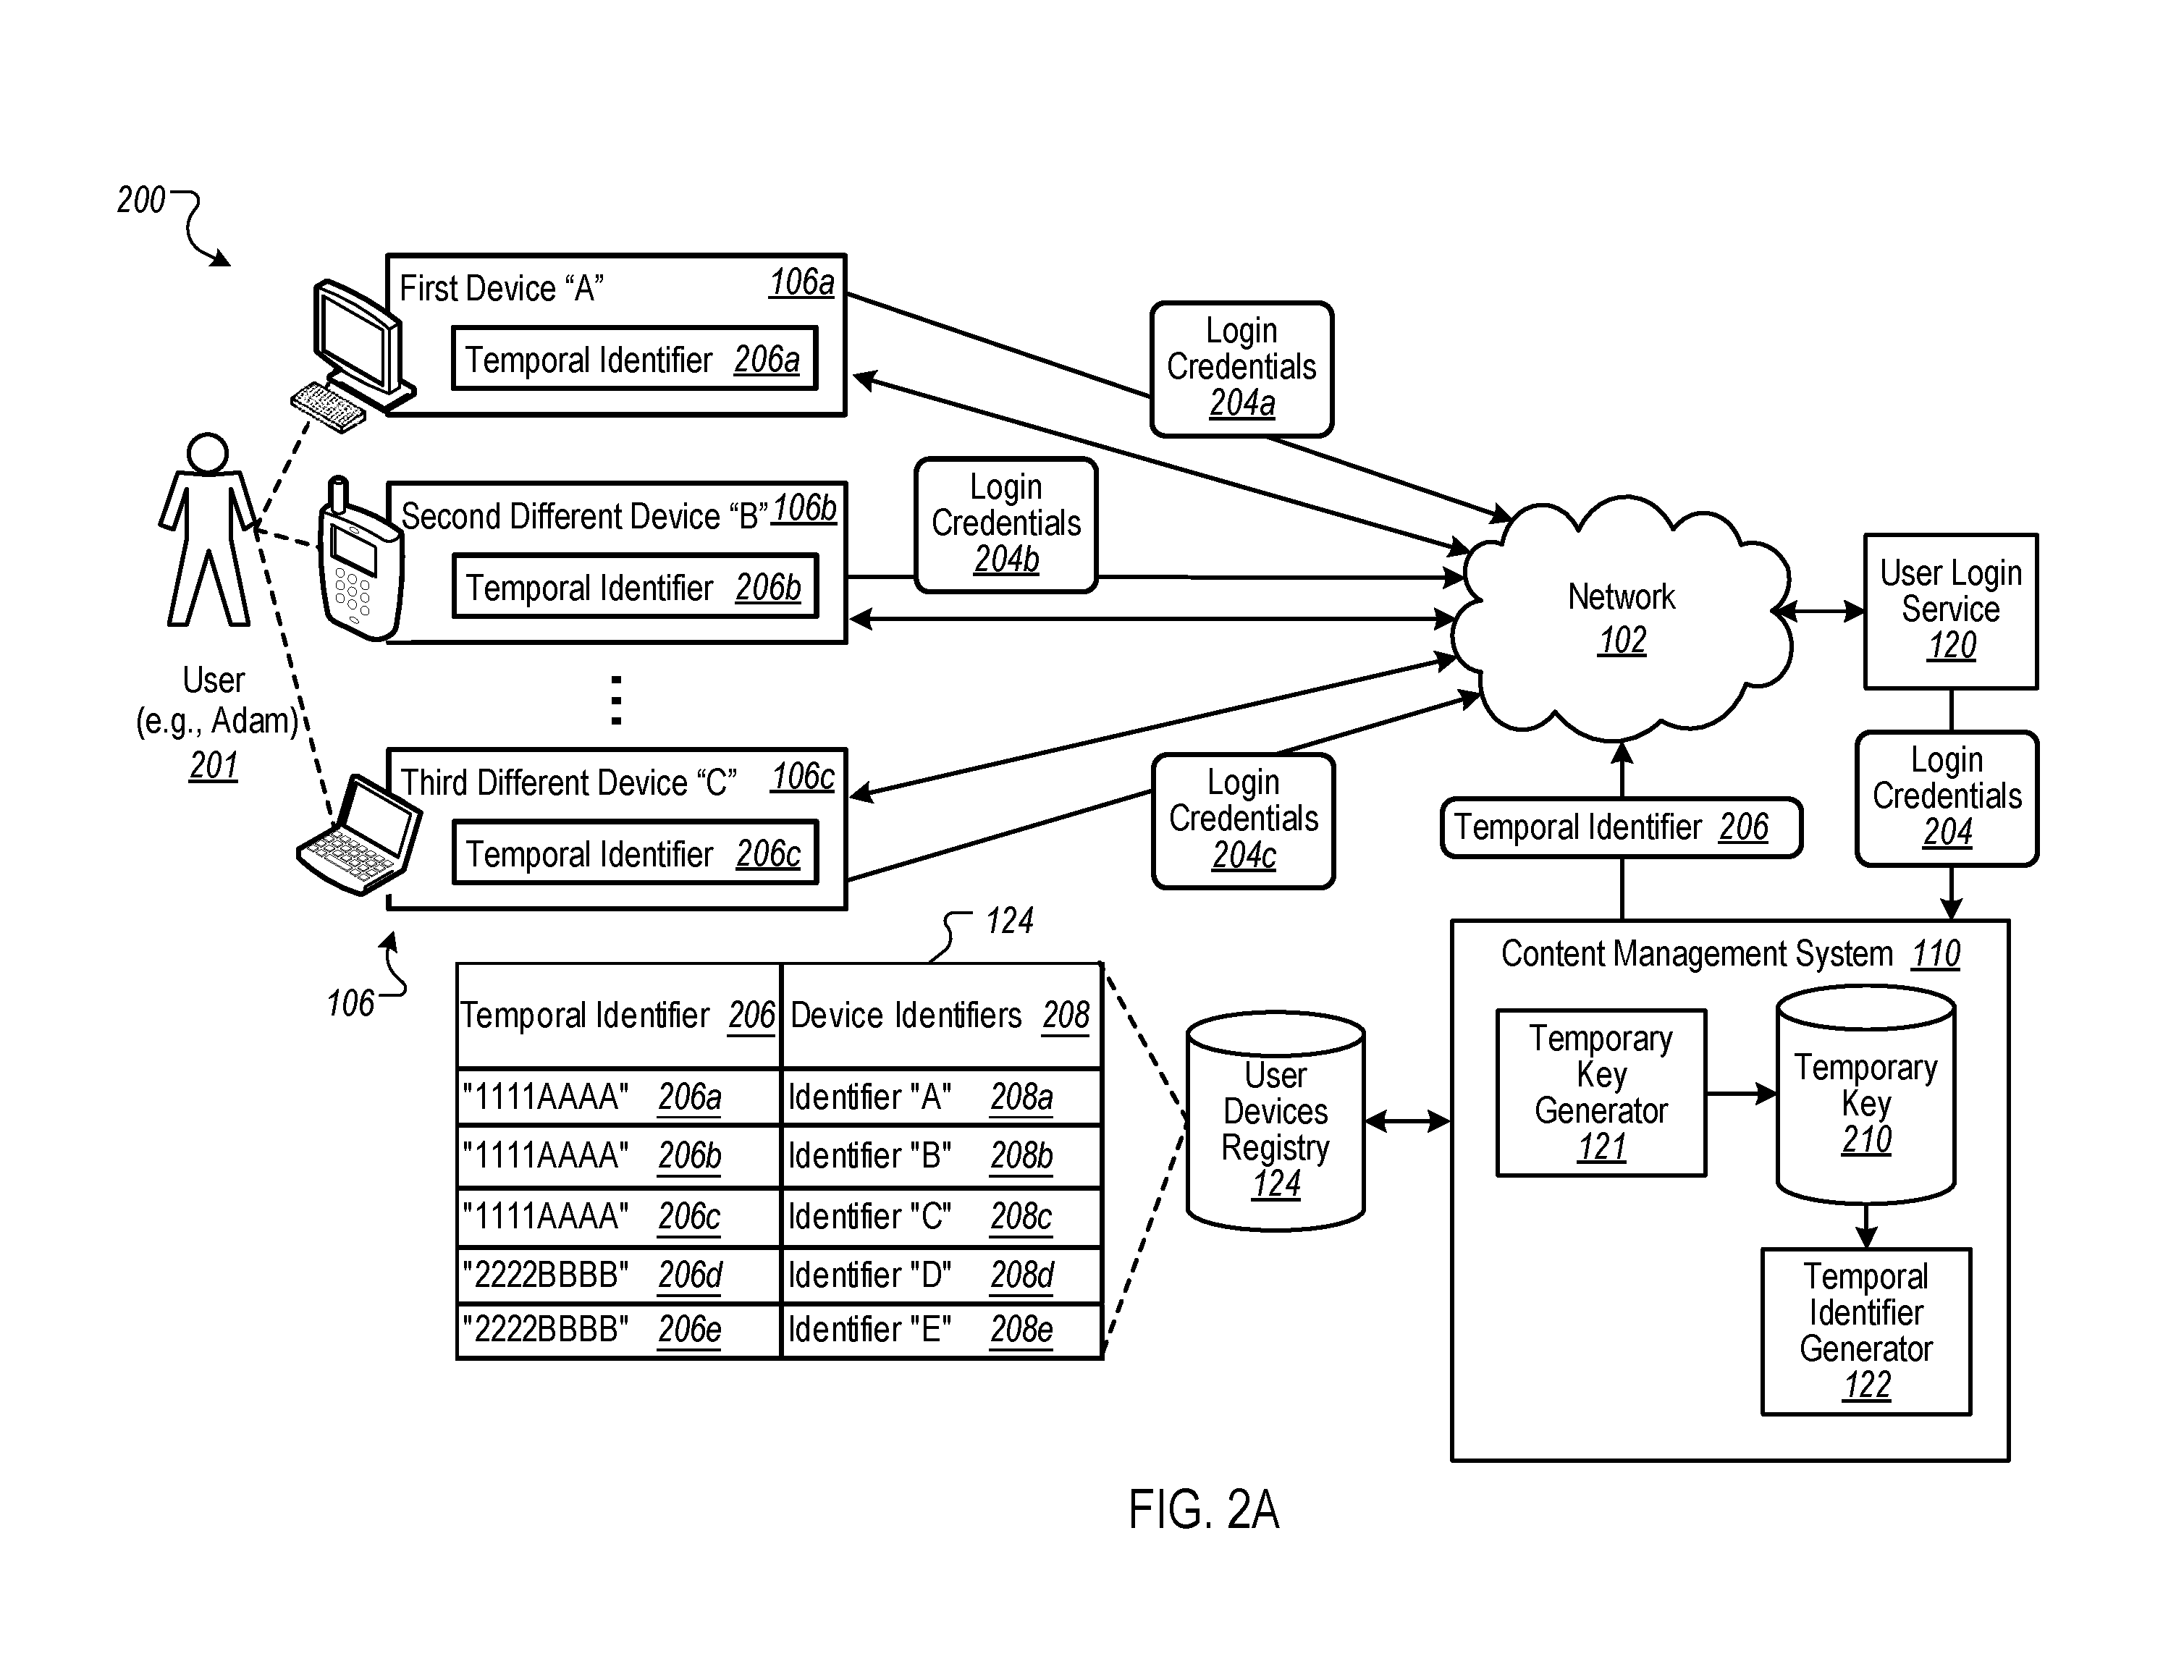 200
First Device “A” 106a
Temporal Identifier 206a
Login
Credentials
204a
Second Different Device “B” 106b
Temporal Identifier 206b
Login
Credentials
204b
Network
102
User Login
Service
120
User
(e.g., Adam)
201
Third Different Device “C” 106c
Temporal Identifier 206c
Login
Credentials
204c
Temporal Identifier 206
Login
Credentials
204
106
124
Temporal Identifier 206 Device Identifiers 208
"1111AAAA" 206a Identifier "A" 208a
"1111AAAA" 206b Identifier "B" 208b
"1111AAAA" 206c Identifier "C" 208c
"2222BBBB" 206d Identifier "D" 208d
"2222BBBB" 206e Identifier "E" 208e
User
Devices
Registry
124
Content Management System 110
Temporary
Key
Generator
121
Temporary
Key
210
Temporal
Identifier
Generator
122
FIG. 2A